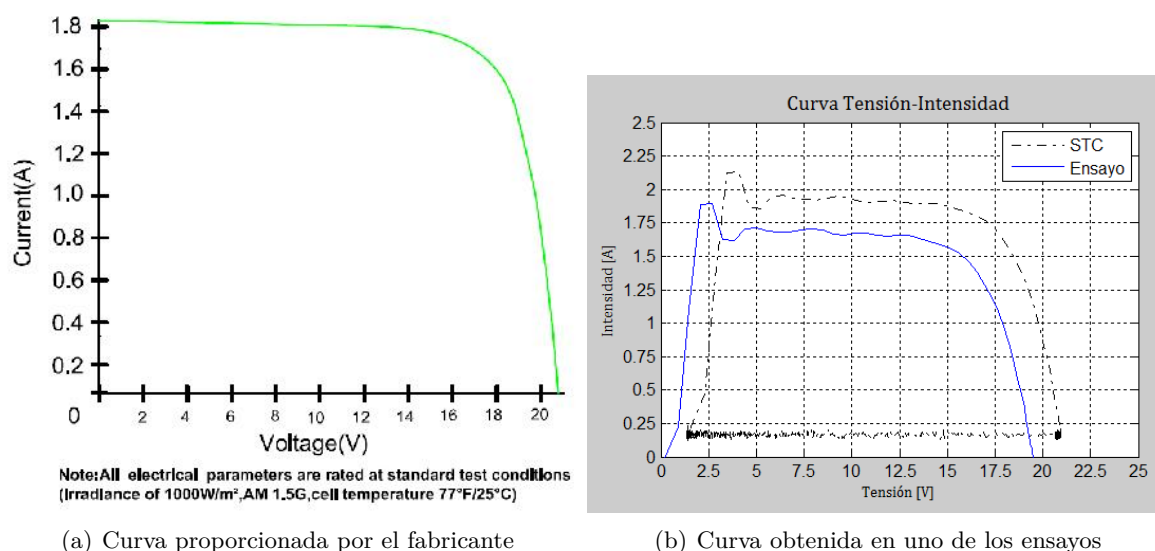 1.8
1.6
1.4
1.2
1.0
0.8
0.6
0.4
0.2
0
2 4 6 8 10 12 14 16 18 20
Current(A)
Voltage(V)
Note:All electrical parameters are rated at standard test conditions
(Irradiance of 1000W/m²,AM 1.5G,cell temperature 77°F/25°C)
(a) Curva proporcionada por el fabricante
Curva Tensión-Intensidad
2.5
2.25
2
1.75
1.5
1.25
1
0.75
0.5
0.25
0
0 2.5 5 7.5 10 12.5 15 17.5 20 22.5 25
Intensidad [A]
Tensión [V]
STC
Ensayo
(b) Curva obtenida en uno de los ensayos